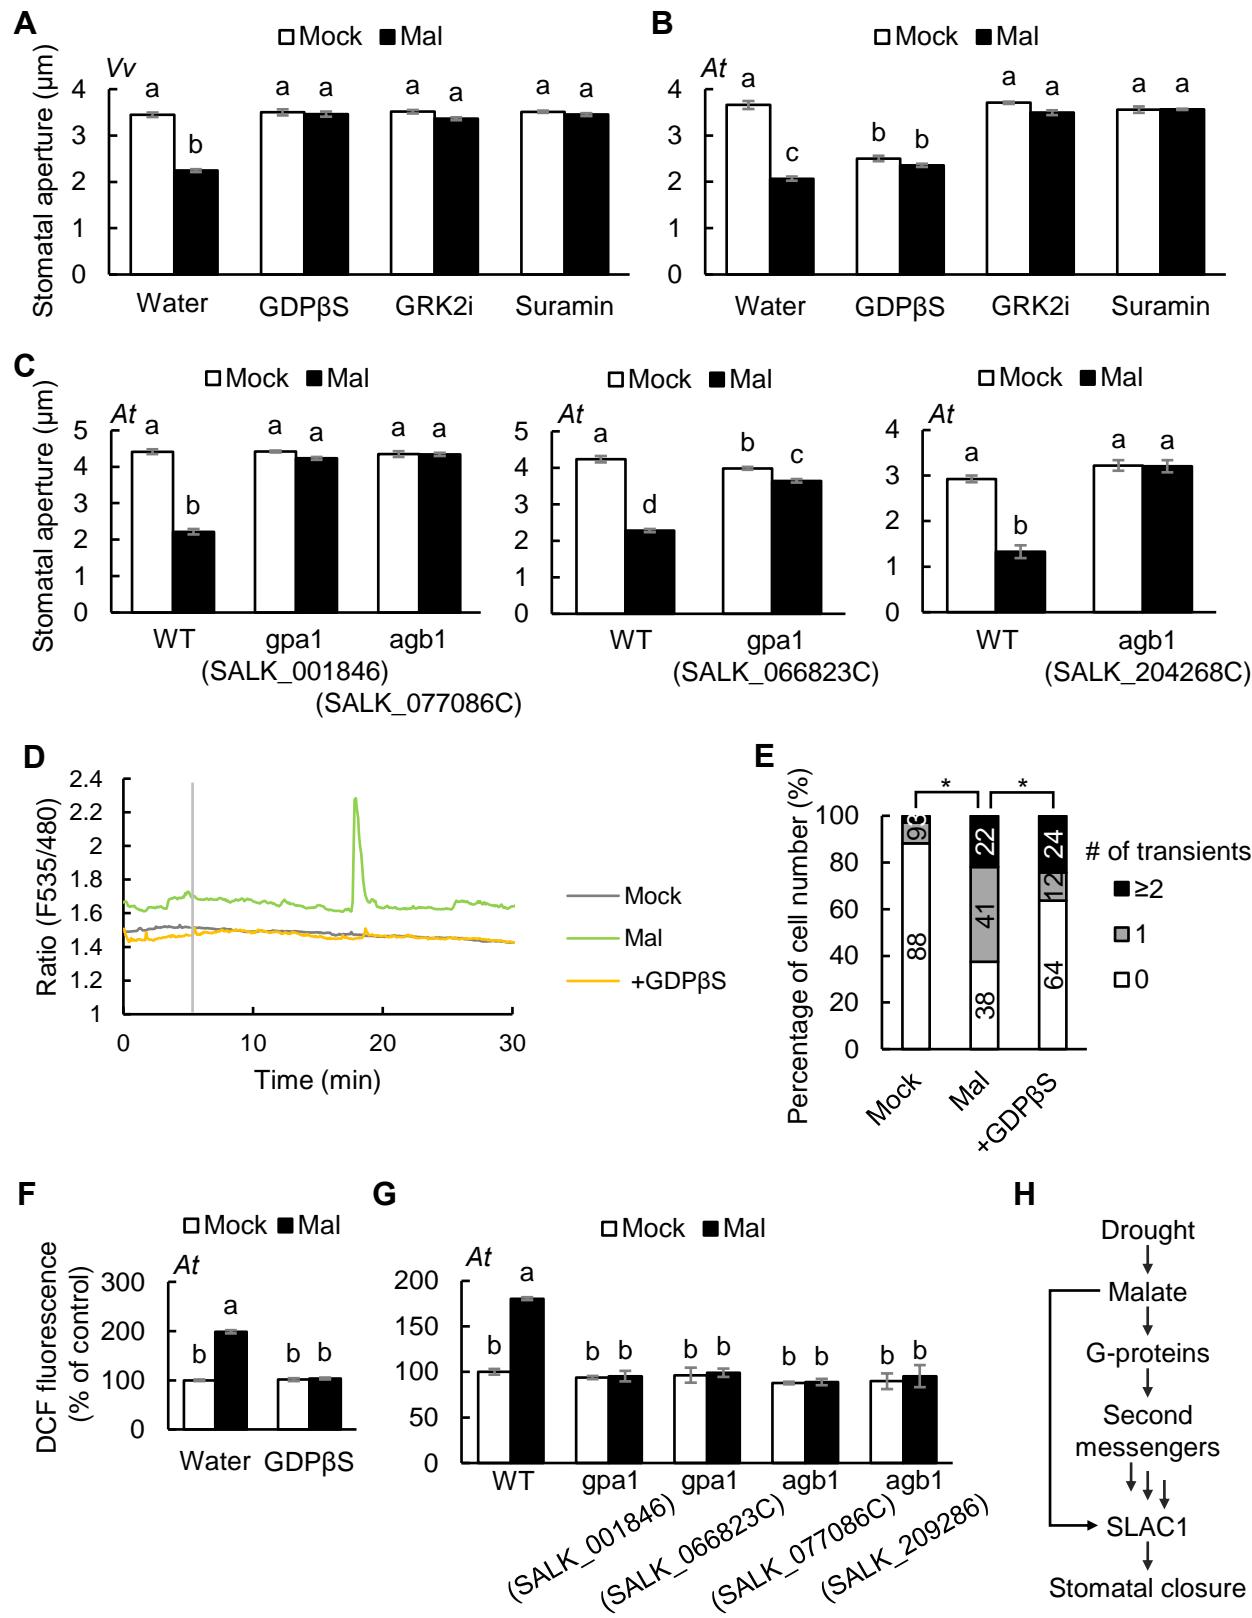 A
Mock Mal
Vv
Stomatal aperture (μm)
4
3
2
1
0
a b a a a a a a
Water GDPβS GRK2i Suramin
B
Mock Mal
At
4
3
2
1
0
a c b b a a a a
Water GDPβS GRK2i Suramin
C
Mock Mal
At
Stomatal aperture (μm)
5
4
3
2
1
0
a b a a a a
WT gpa1 agb1
(SALK_001846)
(SALK_077086C)
Mock Mal
At
5
4
3
2
1
0
a d b c
WT gpa1
(SALK_066823C)
Mock Mal
At
4
3
2
1
0
a b a a
WT agb1
(SALK_204268C)
D
Ratio (F535/480)
2.4
2.2
2
1.8
1.6
1.4
1.2
1
0 10 20 30
Time (min)
Mock
Mal
+GDPβS
E
Percentage of cell number (%)
100
80
60
40
20
0
* *
88 9 3
38 41 22
64 12 24
Mock Mal +GDPβS
# of transients
≥2
1
0
F
Mock Mal
At
DCF fluorescence
(% of control)
300
200
100
0
b a b b
Water GDPβS
G
Mock Mal
At
200
150
100
50
0
b a b b b b b b b b
WT gpa1 gpa1 agb1 agb1
(SALK_001846)
(SALK_066823C)
(SALK_077086C)
(SALK_209286)
H
Drought
Malate
G-proteins
Second
messengers
SLAC1
Stomatal closure